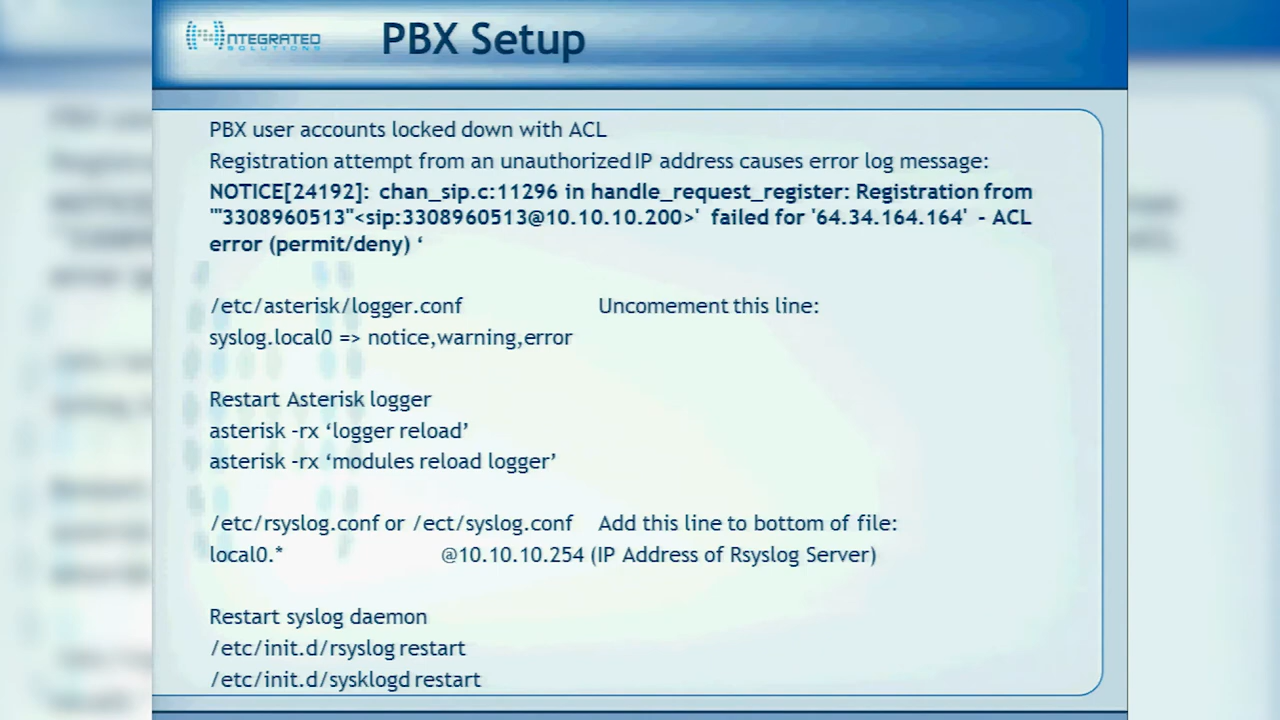 NTEGRATED
SOLUTIONS
PBX Setup
PBX user accounts locked down with ACL
Registration attempt from an unauthorized IP address causes error log message:
NOTICE[24192]: chan_sip.c:11296 in handle_request_register: Registration from
'"3308960513"<sip:3308960513@10.10.10.200>' failed for '64.34.164.164' - ACL
error (permit/deny) ‘
/etc/asterisk/logger.conf Uncomement this line:
syslog.local0 => notice,warning,error
Restart Asterisk logger
asterisk -rx ‘logger reload’
asterisk -rx ‘modules reload logger’
/etc/rsyslog.conf or /ect/syslog.conf Add this line to bottom of file:
local0.* @10.10.10.254 (IP Address of Rsyslog Server)
Restart syslog daemon
/etc/init.d/rsyslog restart
/etc/init.d/sysklogd restart